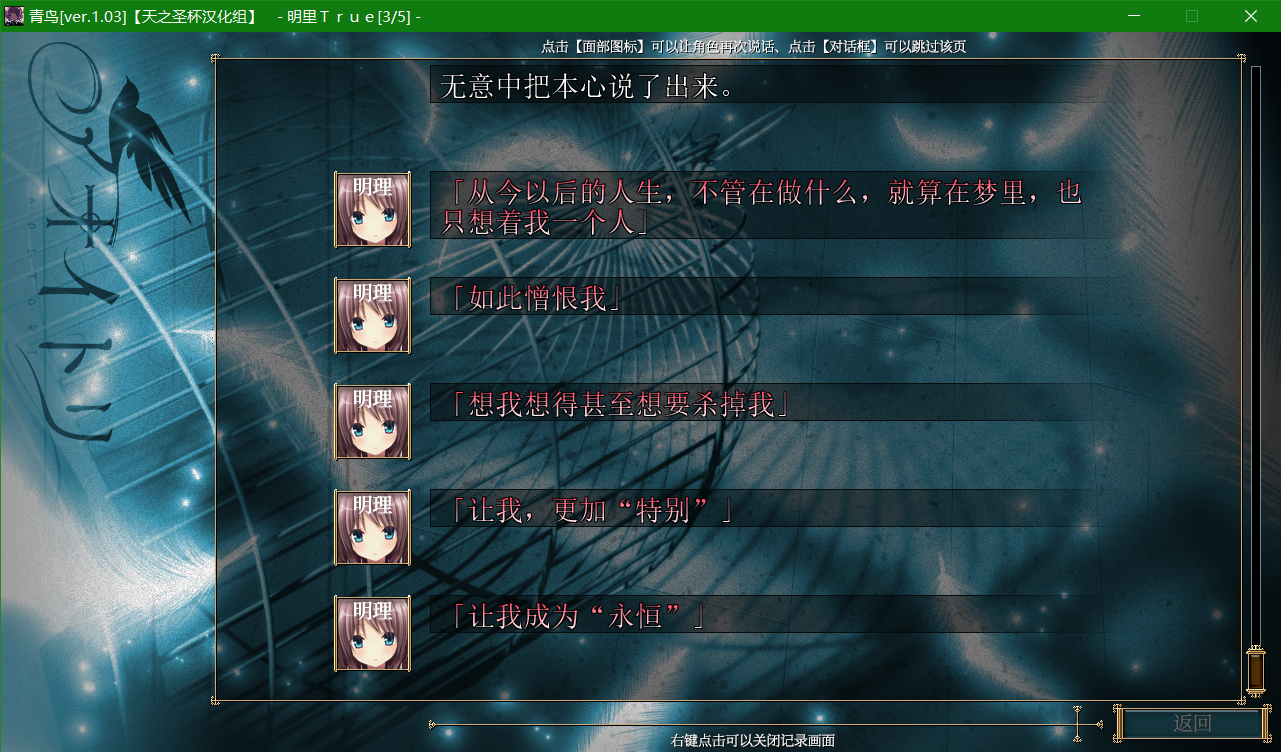 青鸟[ver.1.03]【天之圣杯汉化组】 - 明里Ｔｒｕｅ[3/5] -
点击【面部图标】可以让角色再次说话、点击【对话框】可以跳过该页
アオイトリ
无意中把本心说了出来。
明理
「从今以后的人生，不管在做什么，就算在梦里，也
只想着我一个人」
明理
「如此憎恨我」
明理
「想我想得甚至想要杀掉我」
明理
「让我，更加“特别”」
明理
「让我成为“永恒”」
返回
右键点击可以关闭记录画面